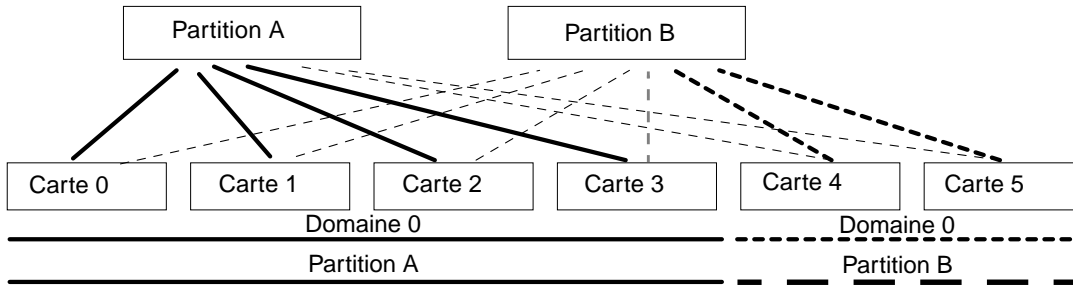 Partition A
Partition B
Carte 0
Carte 1
Carte 2
Carte 3
Carte 4
Carte 5
Domaine 0
Domaine 0
Partition A
Partition B